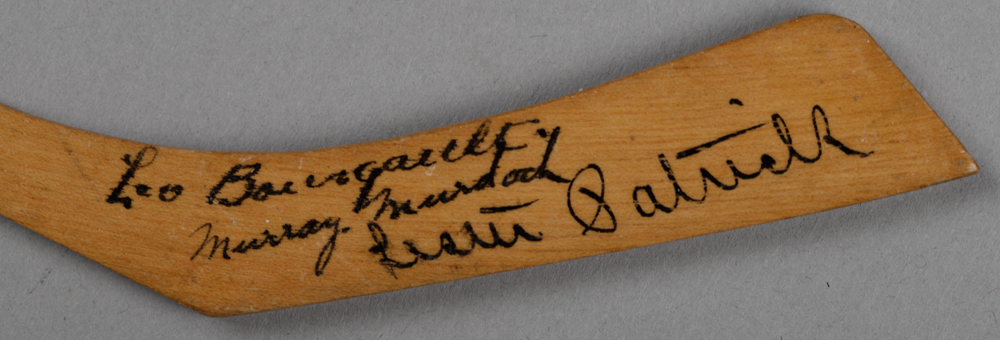 Leo Bourgault
Murray Murdoch
Lester Patrick